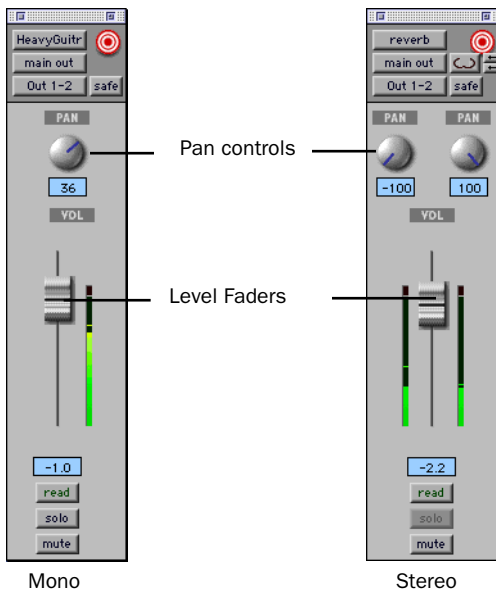 HeavyGuitr
main out
Out 1-2 safe
PAN
36
VOL
-1.0
read
solo
mute
Mono
Pan controls
Level Faders
reverb
main out
Out 1-2 safe
PAN PAN
-100 100
VOL
-2.2
read
solo
mute
Stereo